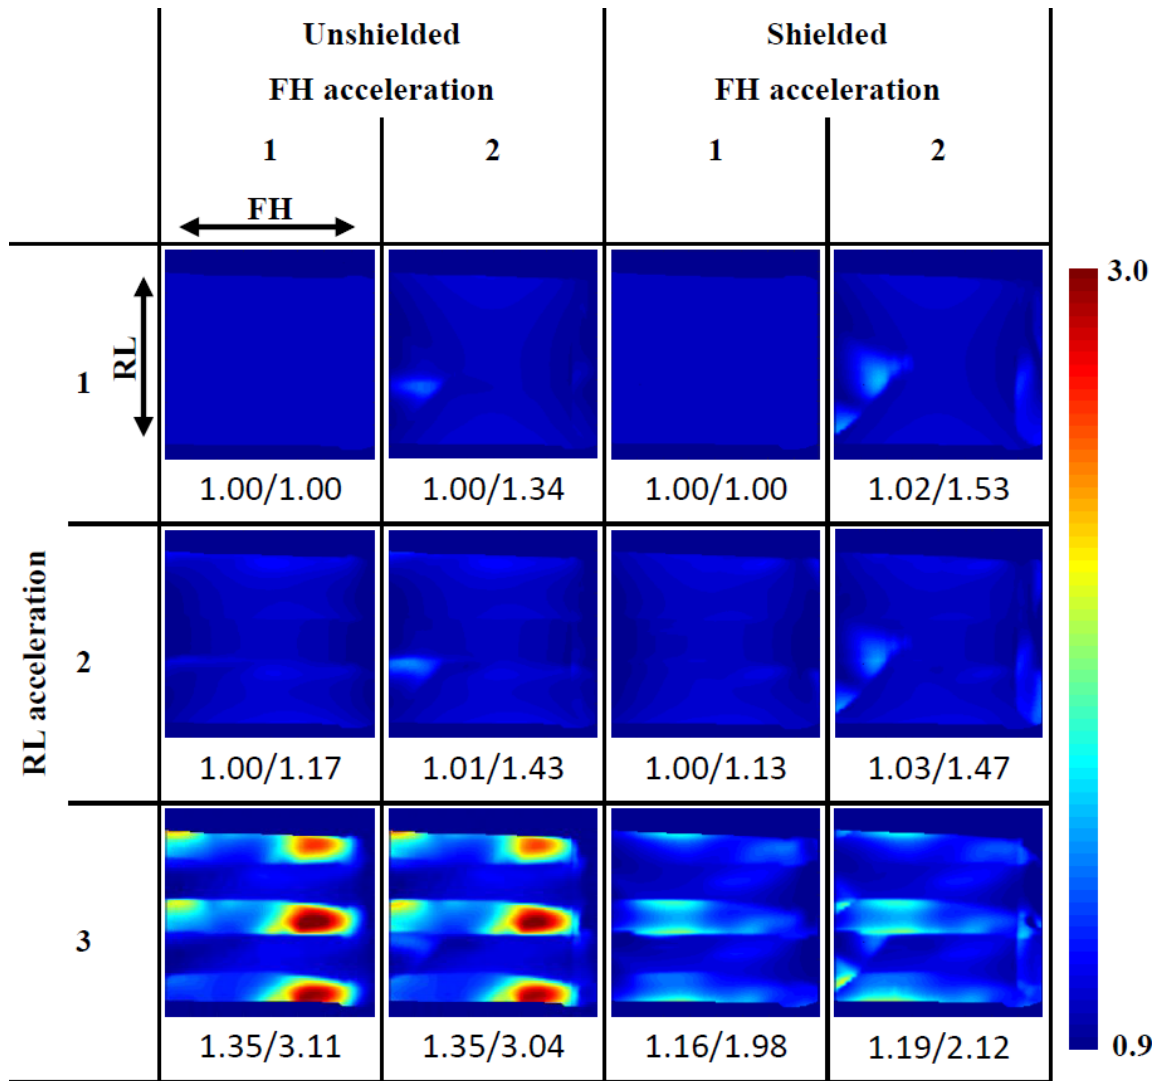 Unshielded Shielded
FH acceleration FH acceleration
1 2 1 2
FH
3.0
RL
1
1.00/1.00 1.00/1.34 1.00/1.00 1.02/1.53
RL acceleration
2
1.00/1.17 1.01/1.43 1.00/1.13 1.03/1.47
3
1.35/3.11 1.35/3.04 1.16/1.98 1.19/2.12
0.9